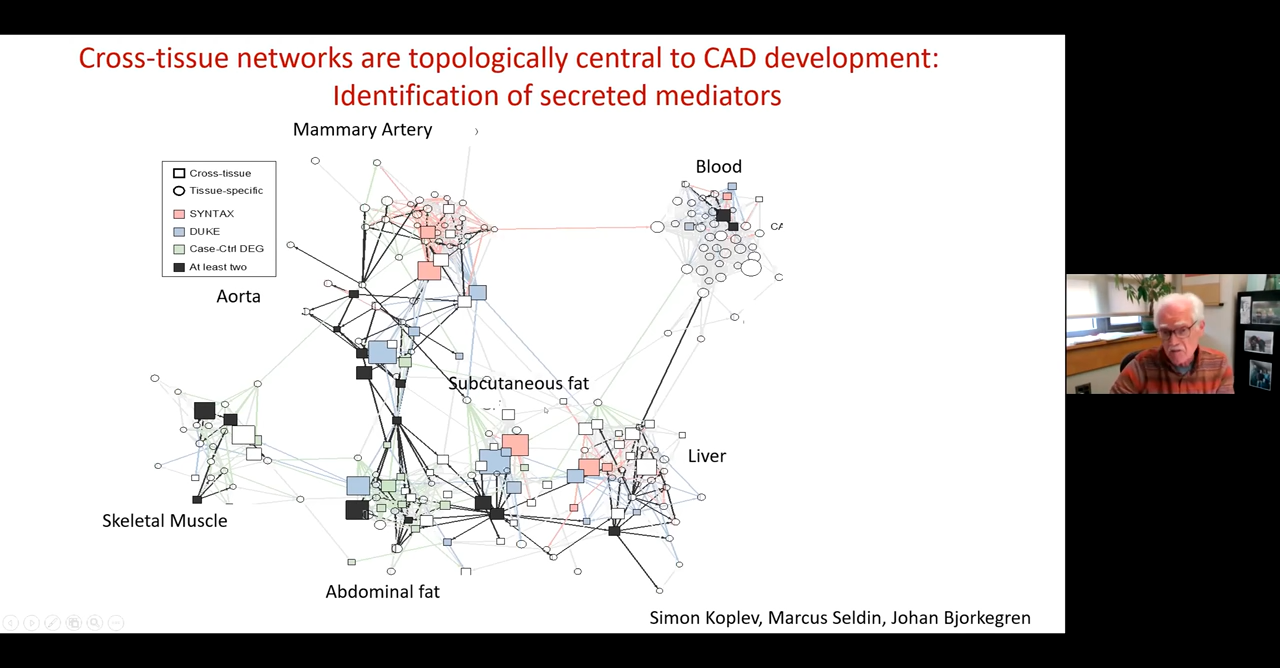 Cross-tissue networks are topologically central to CAD development:
Identification of secreted mediators
Mammary Artery
Blood
Cross-tissue
Tissue-specific
SYNTAX
DUKE
Case-Ctrl DEG
At least two
CA
Aorta
Subcutaneous fat
Liver
Skeletal Muscle
Abdominal fat
Simon Koplev, Marcus Seldin, Johan Bjorkegren